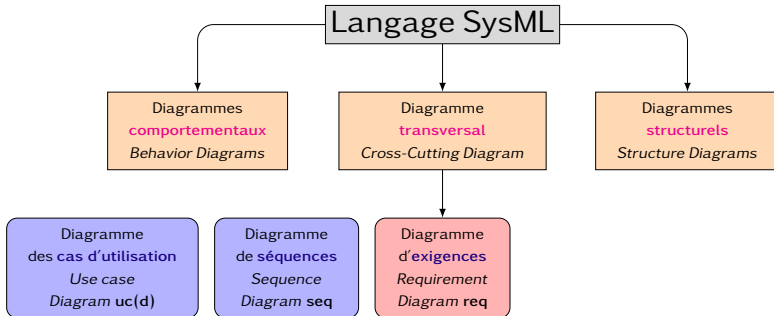 Langage SysML
Diagrammes
comportementaux
Behavior Diagrams
Diagramme
transversal
Cross-Cutting Diagram
Diagrammes
structurels
Structure Diagrams
Diagramme
des cas d'utilisation
Use case
Diagram uc(d)
Diagramme
de séquences
Sequence
Diagram seq
Diagramme
d'exigences
Requirement
Diagram req